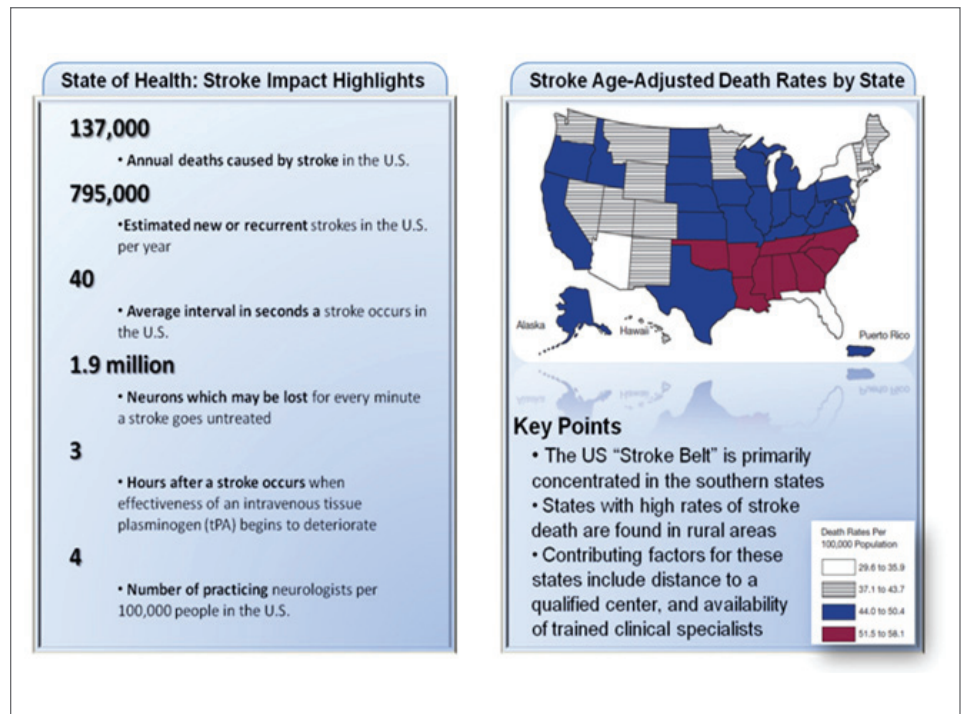 State of Health: Stroke Impact Highlights
137,000
• Annual deaths caused by stroke in the U.S.
795,000
•Estimated new or recurrent strokes in the U.S.
per year
40
• Average interval in seconds a stroke occurs in
the U.S.
1.9 million
• Neurons which may be lost for every minute
a stroke goes untreated
3
• Hours after a stroke occurs when
effectiveness of an intravenous tissue
plasminogen (tPA) begins to deteriorate
4
• Number of practicing neurologists per
100,000 people in the U.S.
Stroke Age-Adjusted Death Rates by State
Alaska
Hawaii
Puerto Rico
Key Points
• The US “Stroke Belt” is primarily
concentrated in the southern states
• States with high rates of stroke
death are found in rural areas
• Contributing factors for these
states include distance to a
qualified center, and availability
of trained clinical specialists
Death Rates Per
100,000 Population
29.6 to 35.9
37.1 to 43.7
44.0 to 50.4
51.5 to 58.1